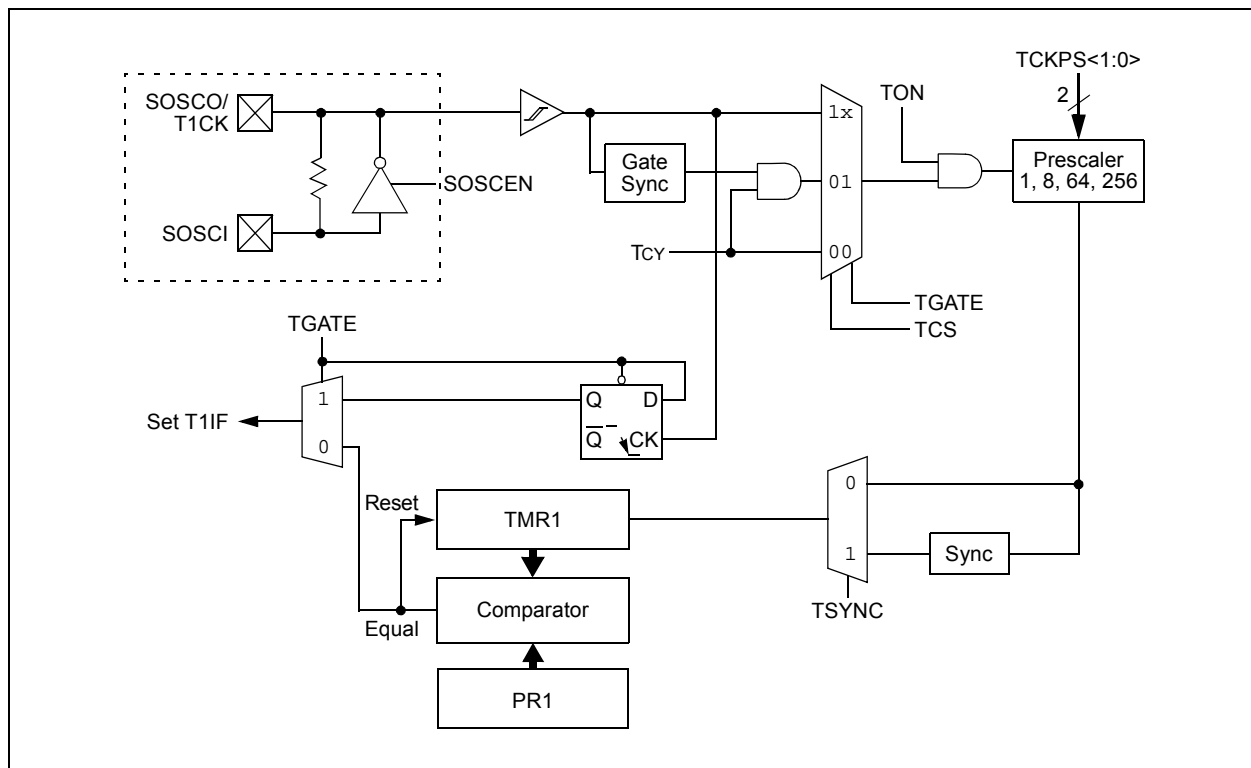 TCKPS<1:0>
2
SOSCO/
T1CK
TON
1x
Gate
Sync
Prescaler
1, 8, 64, 256
SOSCEN
01
SOSCI
TCY
00
TGATE
TCS
TGATE
1
Q D
Set T1IF
Q CK
0
0
Reset
TMR1
1
Sync
Comparator
TSYNC
Equal
PR1